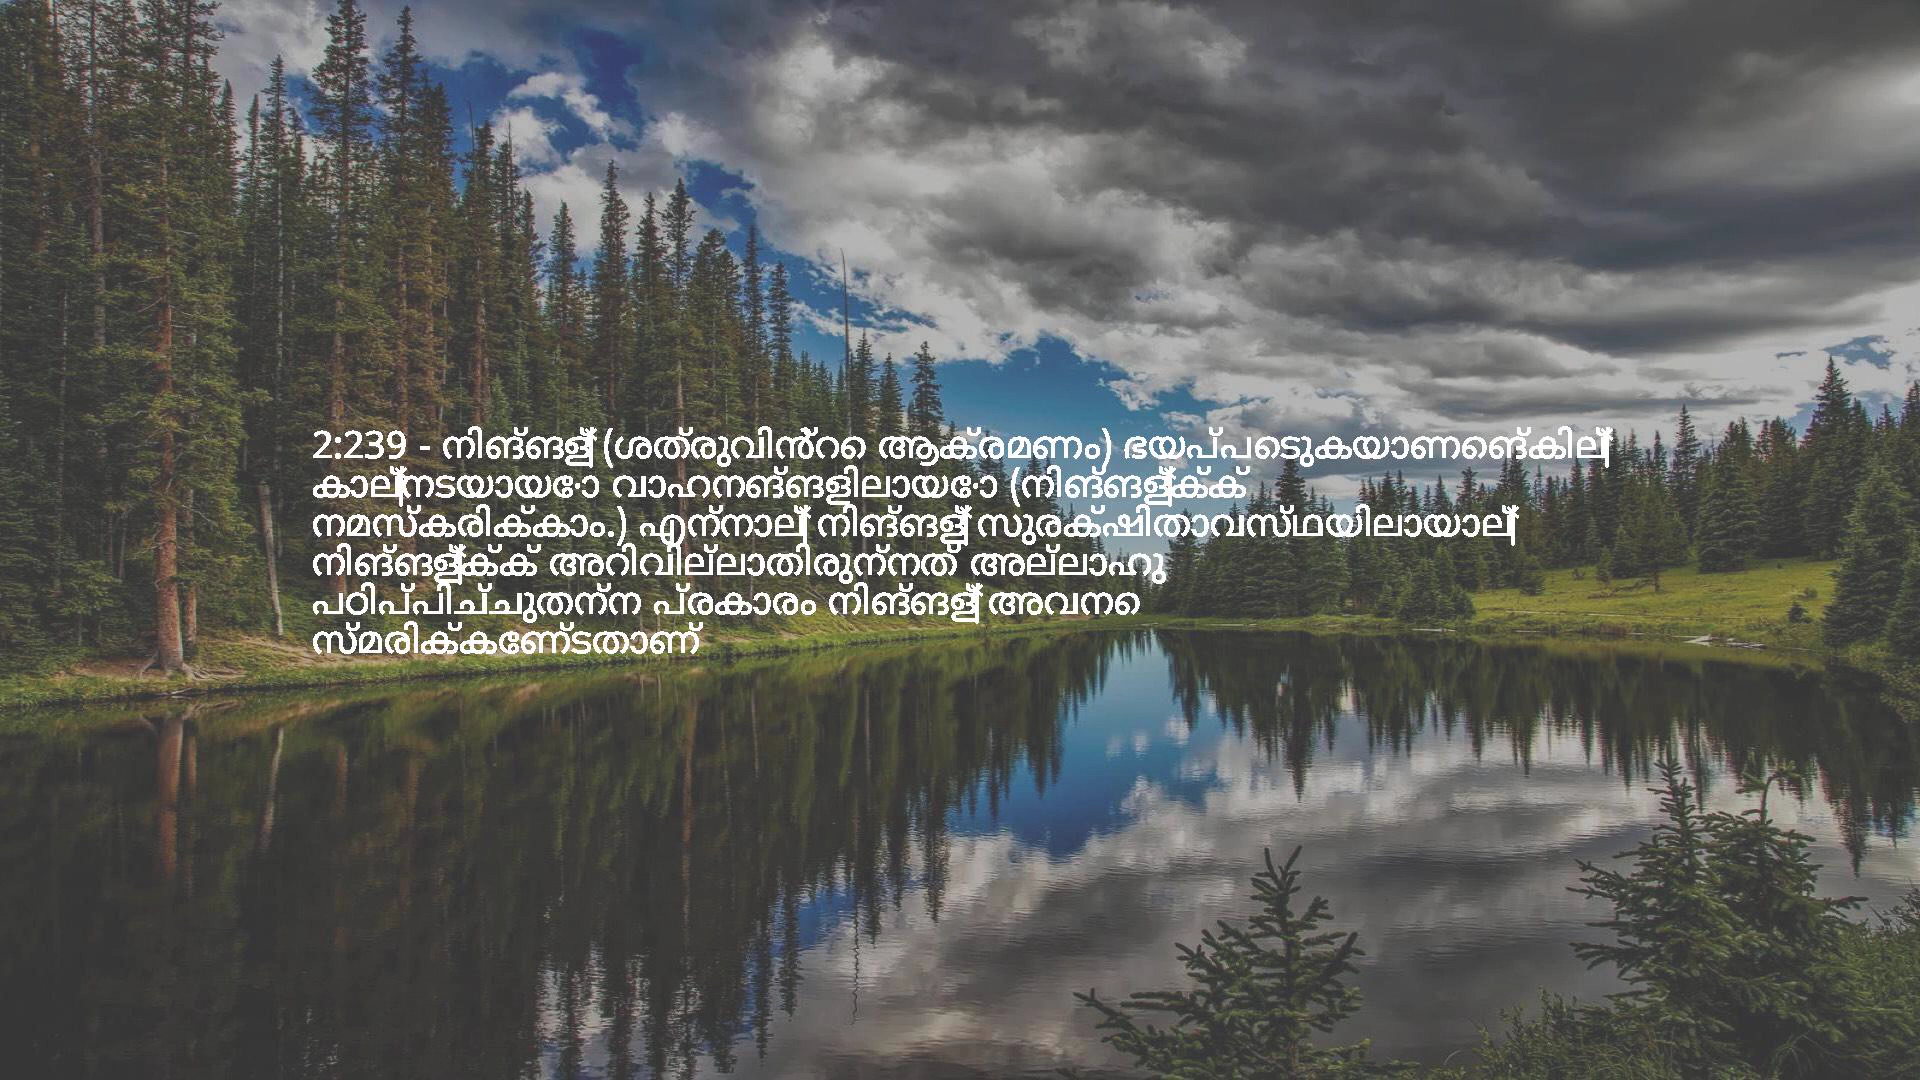 2:239 - നിങ്ങള്‍ (ശത്രുവിന്‍റെ ആക്രമണം) ഭയപ്പെടുകയാണെങ്കില്‍
കാല്‍നടയായോ വാഹനങ്ങളിലായോ (നിങ്ങള്‍ക്ക്
നമസ്കരിക്കാം.) എന്നാല്‍ നിങ്ങള്‍ സുരക്ഷിതാവസ്ഥയിലായാല്‍
നിങ്ങള്‍ക്ക് അറിവില്ലാതിരുന്നത് അല്ലാഹു
പഠിപ്പിച്ചുതന്ന പ്രകാരം നിങ്ങള്‍ അവനെ
സ്മരിക്കേണ്ടതാണ്